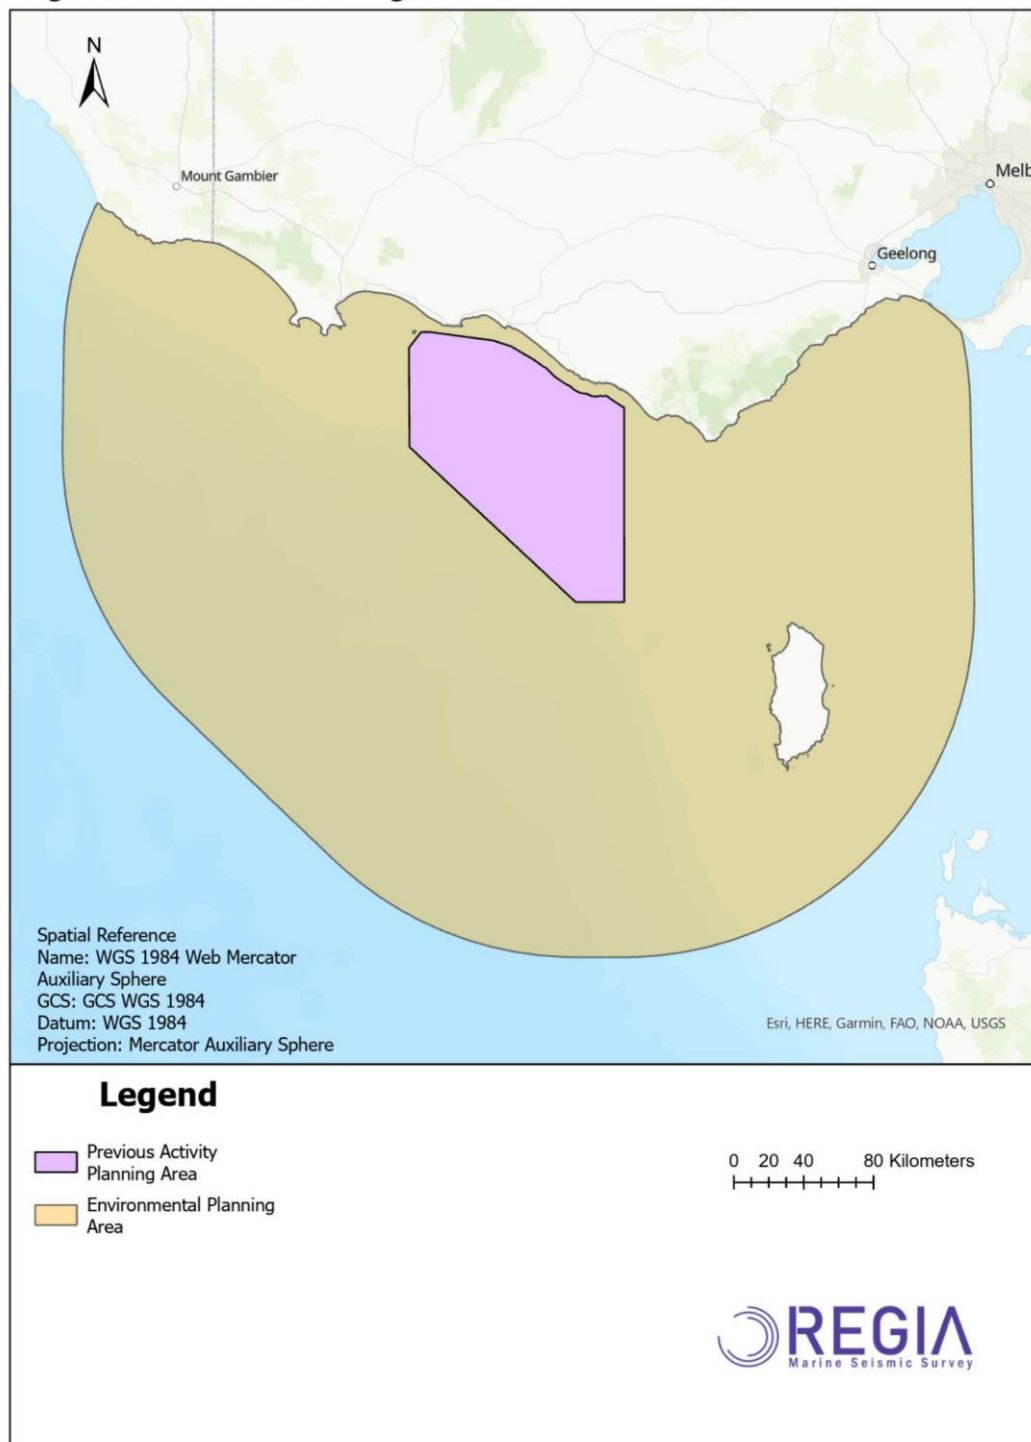 N
Mount Gambier
Melb
Geelong
Spatial Reference
Name: WGS 1984 Web Mercator
Auxiliary Sphere
GCS: GCS WGS 1984
Datum: WGS 1984
Projection: Mercator Auxiliary Sphere
Esri, HERE, Garmin, FAO, NOAA, USGS
Legend
Previous Activity
Planning Area
Environmental Planning
Area
0 20 40 80 Kilometers
REGIA
Marine Seismic Survey